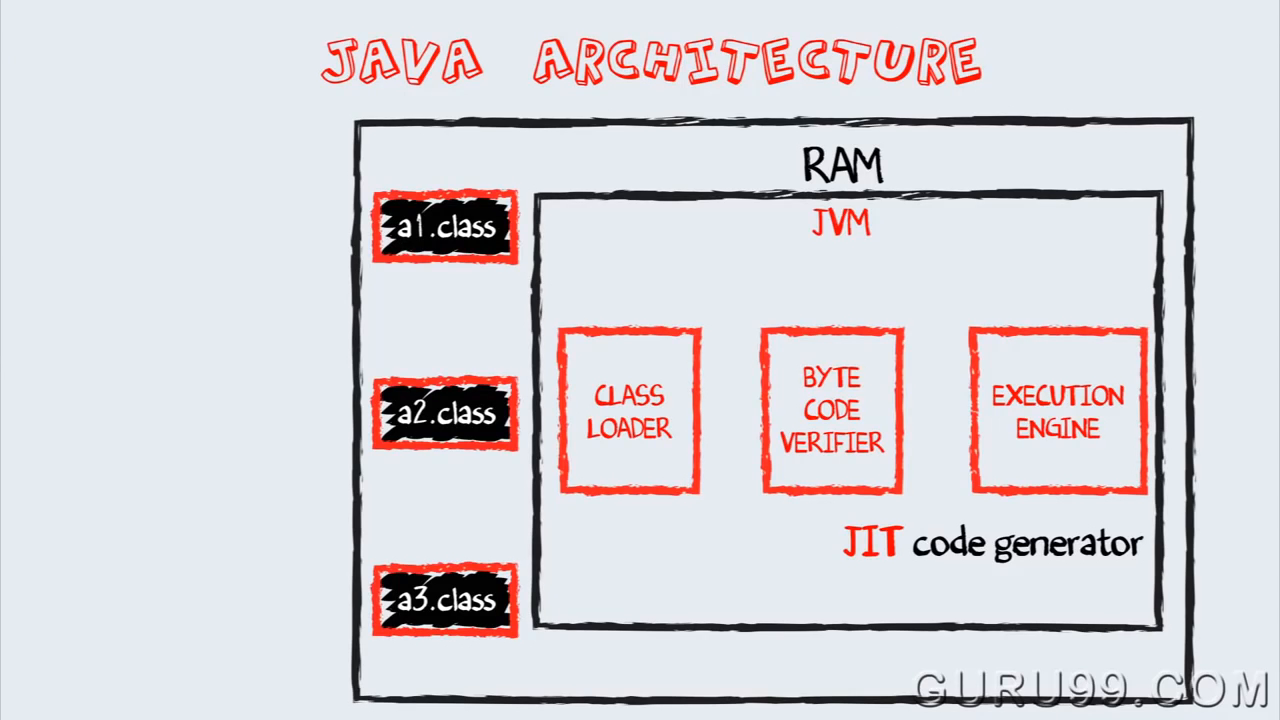 JAVA ARCHITECTURE
RAM
JVM
a1.class
a2.class
a3.class
CLASS
LOADER
BYTE
CODE
VERIFIER
EXECUTION
ENGINE
JIT code generator
GURU99.COM